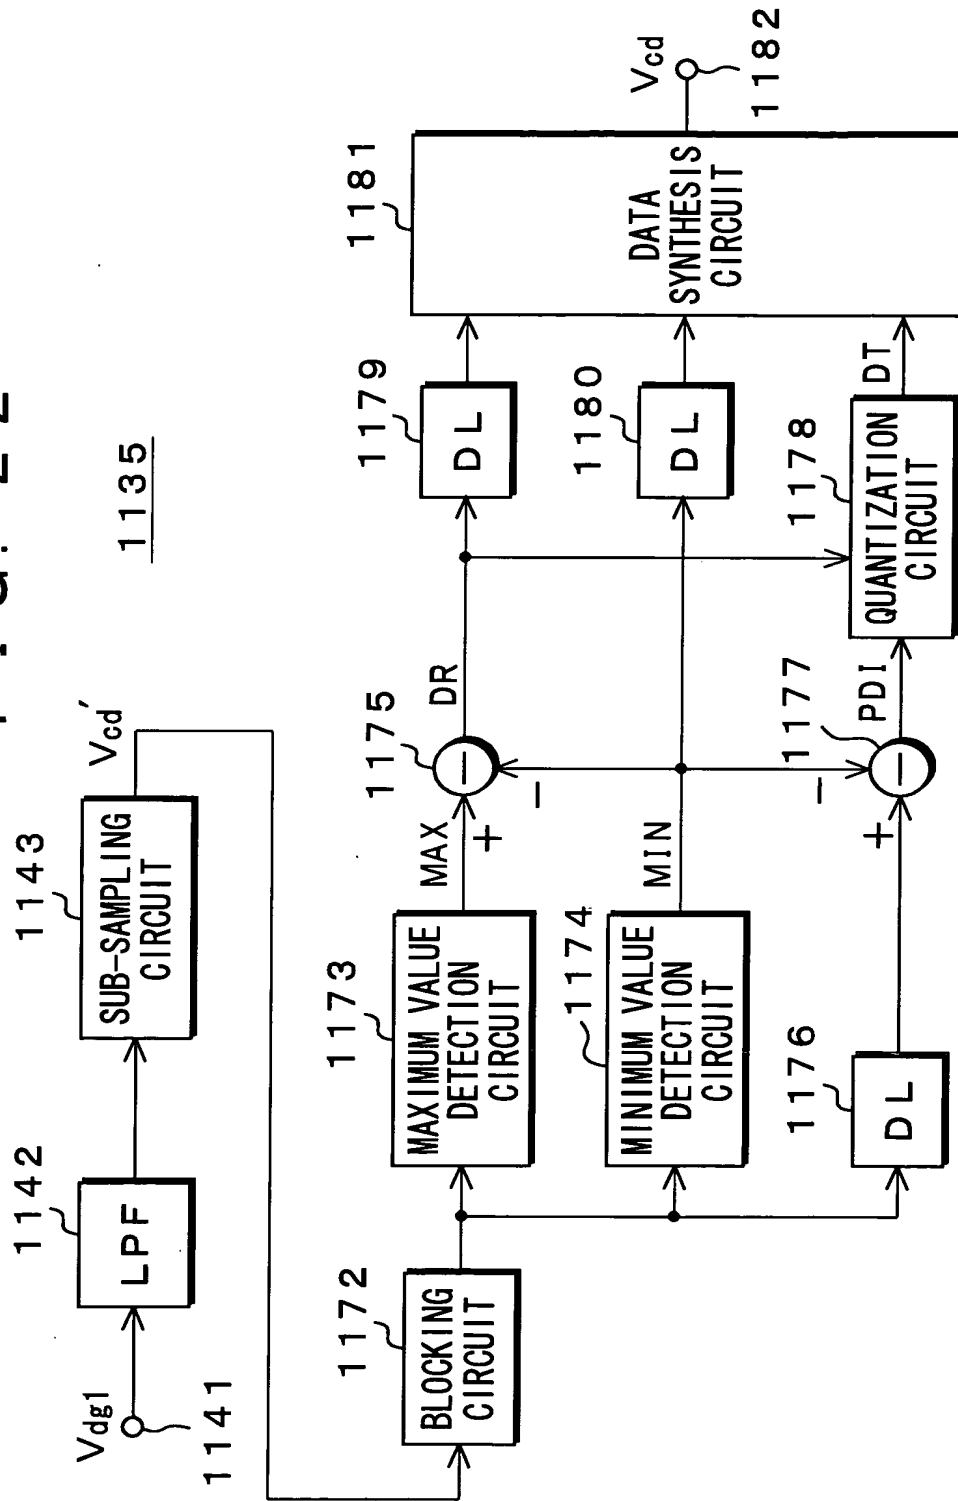 1135
Vdg1
1141
1142
LPF
1143
SUB-SAMPLING
CIRCUIT
Vcd'
1172
BLOCKING
CIRCUIT
1173
MAXIMUM VALUE
DETECTION
CIRCUIT
MAX
+
-
1175
-
DR
1179
DL
1174
MINIMUM VALUE
DETECTION
CIRCUIT
MIN
1180
DL
1176
DL
+
-
1177
-
PDI
1178
QUANTIZATION
CIRCUIT
DT
1181
DATA
SYNTHESIS
CIRCUIT
Vcd
1182